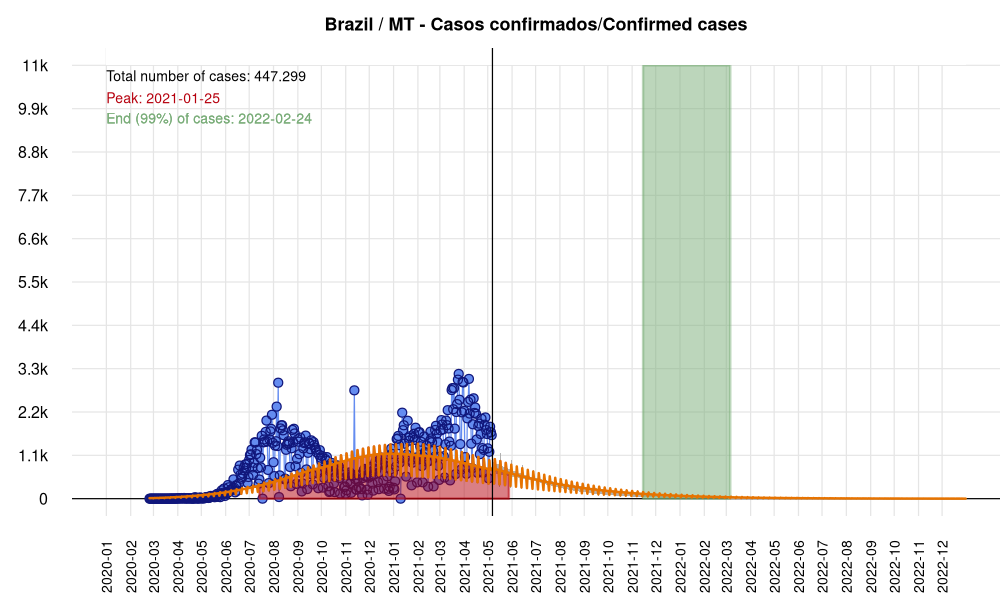 Brazil / MT - Casos confirmados/Confirmed cases
Total number of cases: 447.299
Peak: 2021-01-25
End (99%) of cases: 2022-02-24
11k
9.9k
8.8k
7.7k
6.6k
5.5k
4.4k
3.3k
2.2k
1.1k
0
2020-01
2020-02
2020-03
2020-04
2020-05
2020-06
2020-07
2020-08
2020-09
2020-10
2020-11
2020-12
2021-01
2021-02
2021-03
2021-04
2021-05
2021-06
2021-07
2021-08
2021-09
2021-10
2021-11
2021-12
2022-01
2022-02
2022-03
2022-04
2022-05
2022-06
2022-07
2022-08
2022-09
2022-10
2022-11
2022-12